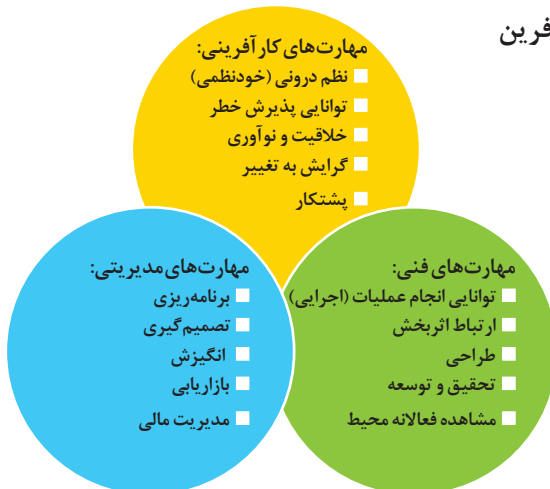 فرین
مهارت‌های کارآفرینی:
نظم درونی (خودنظمی)
توانایی پذیرش خطر
خلاقیت و نوآوری
گرایش به تغییر
پشتکار
مهارت‌های فنی:
توانایی انجام عملیات (اجرایی)
ارتباط اثربخش
طراحی
تحقیق و توسعه
مشاهده فعالانه محیط
مهارت‌های مدیریتی:
برنامه‌ریزی
تصمیم‌گیری
انگیزش
بازاریابی
مدیریت مالی